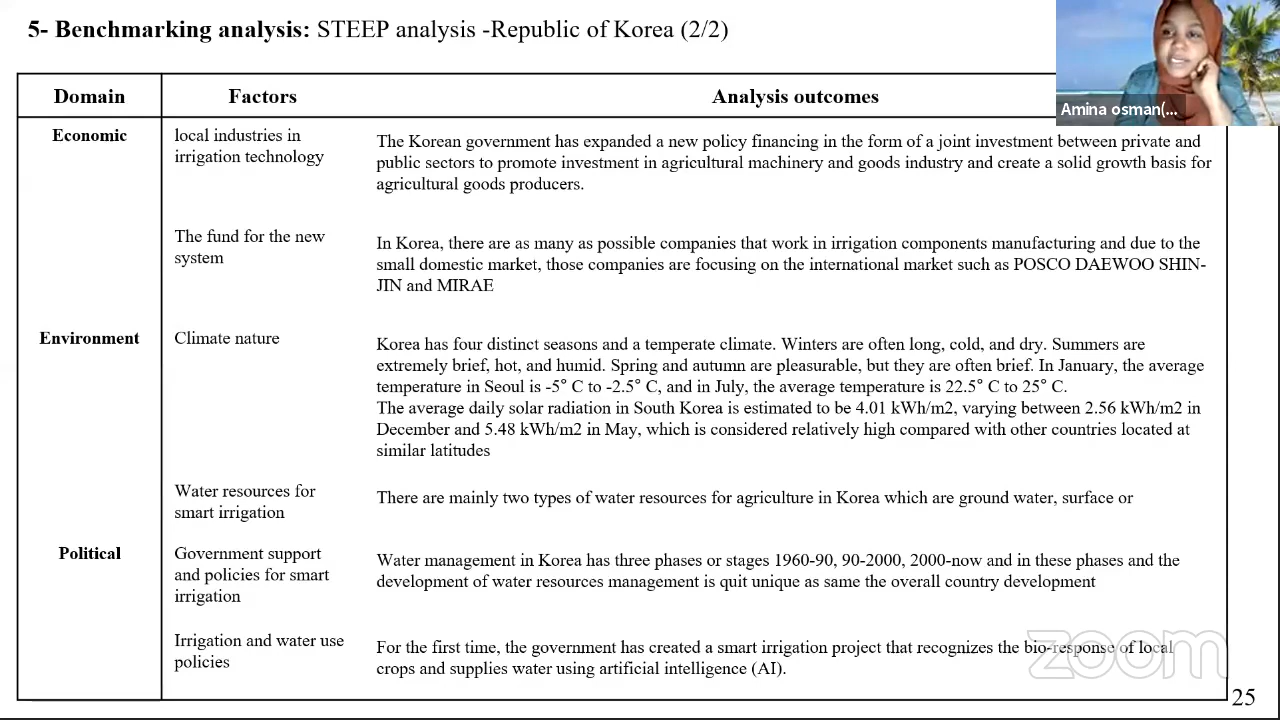 5- Benchmarking analysis: STEEP analysis -Republic of Korea (2/2)
Amina osman(...
Domain
Factors
Analysis outcomes
Economic
local industries in
irrigation technology
The Korean government has expanded a new policy financing in the form of a joint investment between private and
public sectors to promote investment in agricultural machinery and goods industry and create a solid growth basis for
agricultural goods producers.
The fund for the new
system
In Korea, there are as many as possible companies that work in irrigation components manufacturing and due to the
small domestic market, those companies are focusing on the international market such as POSCO DAEWOO SHIN-
JIN and MIRAE
Environment
Climate nature
Korea has four distinct seasons and a temperate climate. Winters are often long, cold, and dry. Summers are
extremely brief, hot, and humid. Spring and autumn are pleasurable, but they are often brief. In January, the average
temperature in Seoul is -5° C to -2.5° C, and in July, the average temperature is 22.5° C to 25° C.
The average daily solar radiation in South Korea is estimated to be 4.01 kWh/m2, varying between 2.56 kWh/m2 in
December and 5.48 kWh/m2 in May, which is considered relatively high compared with other countries located at
similar latitudes
Water resources for
smart irrigation
There are mainly two types of water resources for agriculture in Korea which are ground water, surface or
Political
Government support
and policies for smart
irrigation
Water management in Korea has three phases or stages 1960-90, 90-2000, 2000-now and in these phases and the
development of water resources management is quit unique as same the overall country development
Irrigation and water use
policies
For the first time, the government has created a smart irrigation project that recognizes the bio-response of local
crops and supplies water using artificial intelligence (AI).
zoom
25